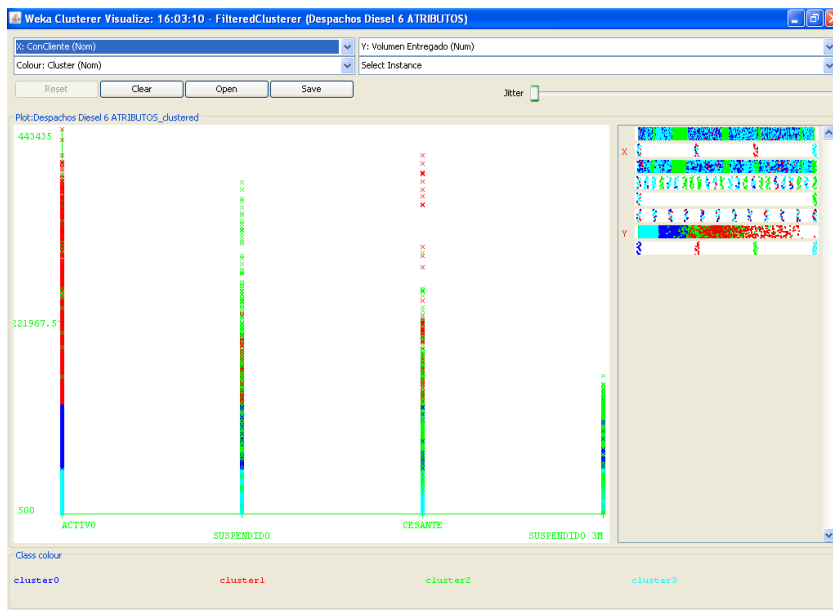 Weka Clusterer Visualize: 16:03:10 - FilteredClusterer (Despachos Diesel 6 ATRIBUTOS)
X: ConCliente (Nom) Y: Volumen Entregado (Num)
Colour: Cluster (Nom) Select Instance
Reset Clear Open Save Jitter
Plot:Despachos Diesel 6 ATRIBUTOS_clustered
443435
X
Y
221967.5
500
ACTIVO CESANTE
SUSPENDIDO SUSPENDIDO 3M
Class colour
cluster0 cluster1 cluster2 cluster3